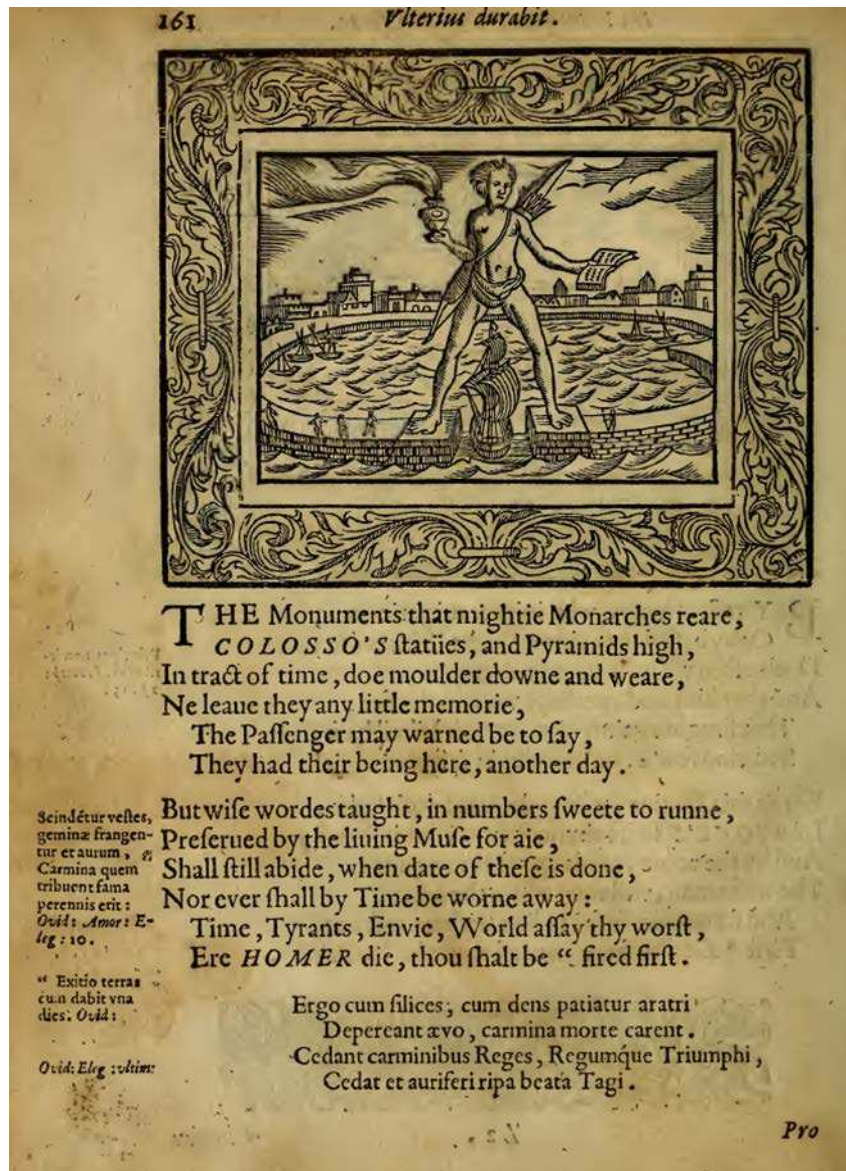 161
Vlterius durabit.
THE Monuments that mightie Monarches reare,
COLOSSO'S ſtatües, and Pyramids high,
In tract of time, doe moulder downe and weare,
Ne leaue they any little memorie,
The Paſſenger may warned be to ſay,
They had their being here, another day.
But wiſe wordes taught, in numbers ſweete to runne,
Preſerued by the liuing Muſe for aie,
Shall ſtill abide, when date of theſe is done,
Nor ever ſhall by Time be worne away:
Time, Tyrants, Envie, World aſſay thy worſt,
Ere HOMER die, thou ſhalt be “ fired firſt.
Scindētur veſtes,
geminæ frangen-
tur et aurum,
Carmina quem
tribuent fama
perennis erit:
Ovid: Amor: E-
leg: 10.
“ Exitio terras
cum dabit vna
dies. Ovid:
Ergo cum ſilices, cum dens patiatur aratri
Depereant ævo, carmina morte carent.
Cedant carminibus Reges, Regumq́ue Triumphi,
Cedat et auriferi ripa beata Tagi.
Ovid: Eleg: vltim:
Pro